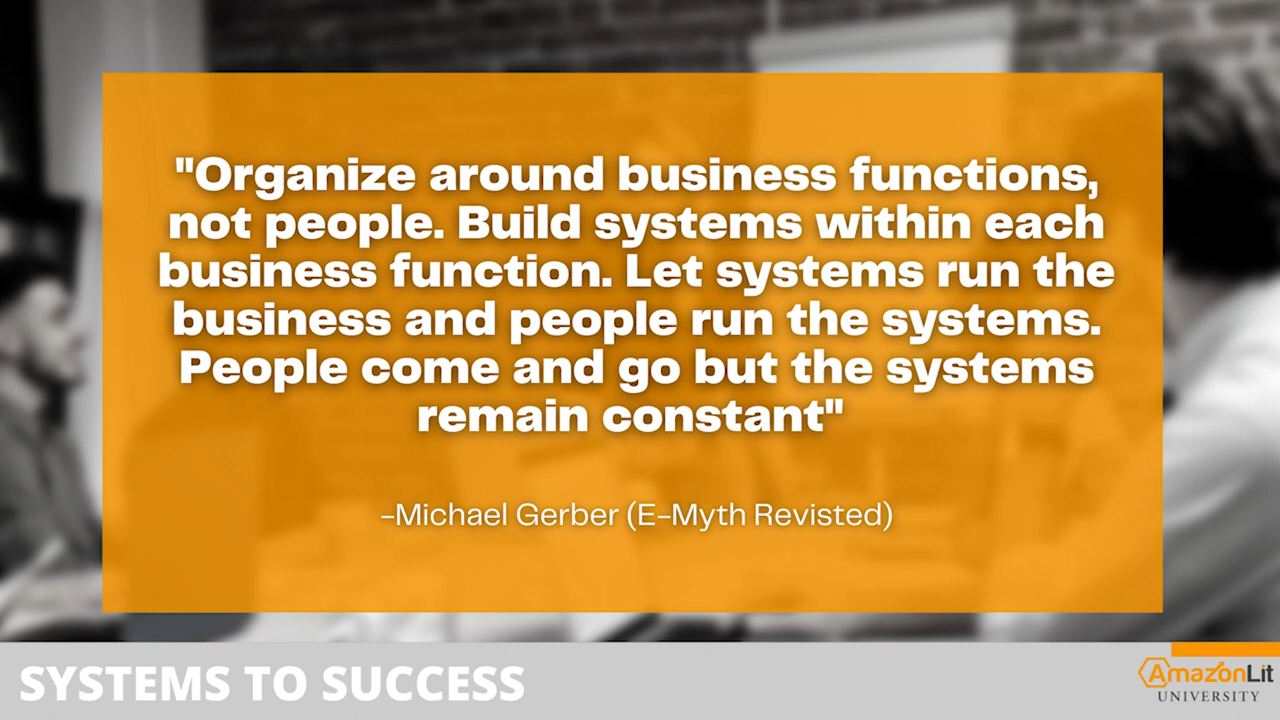 "Organize around business functions,
not people. Build systems within each
business function. Let systems run the
business and people run the systems.
People come and go but the systems
remain constant"
–Michael Gerber (E-Myth Revisted)
SYSTEMS TO SUCCESS
AmazonLit
UNIVERSITY